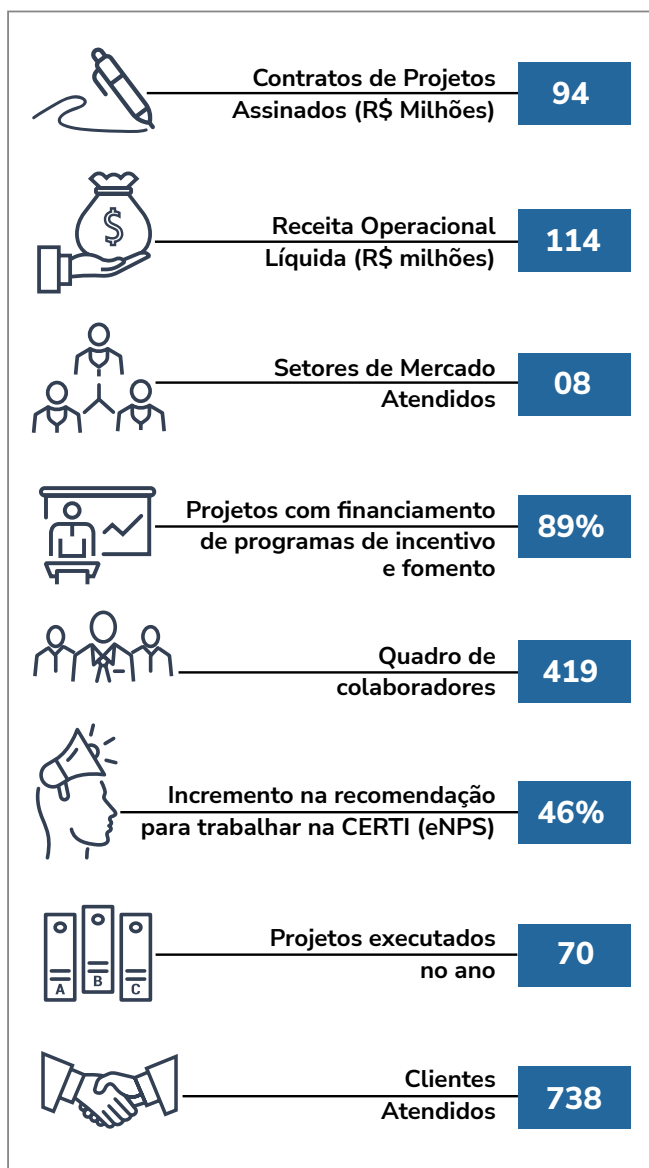 Contratos de Projetos
Assinados (R$ Milhões)
94
$
Receita Operacional
Líquida (R$ milhões)
114
Setores de Mercado
Atendidos
08
Projetos com financiamento
de programas de incentivo
e fomento
89%
Quadro de
colaboradores
419
Incremento na recomendação
para trabalhar na CERTI (eNPS)
46%
A B C
Projetos executados
no ano
70
Clientes
Atendidos
738